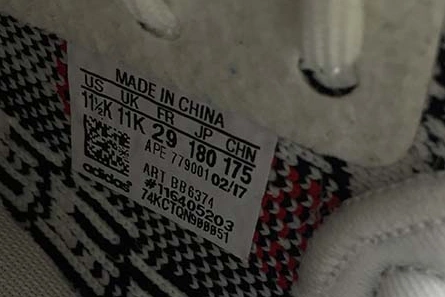 MADE IN CHINA
US UK FR JP CHN
11½K 11K 29 180 175
APE 779001 02/17
ART BB6374
#116405203
74KCTQN9BBB51
adidas